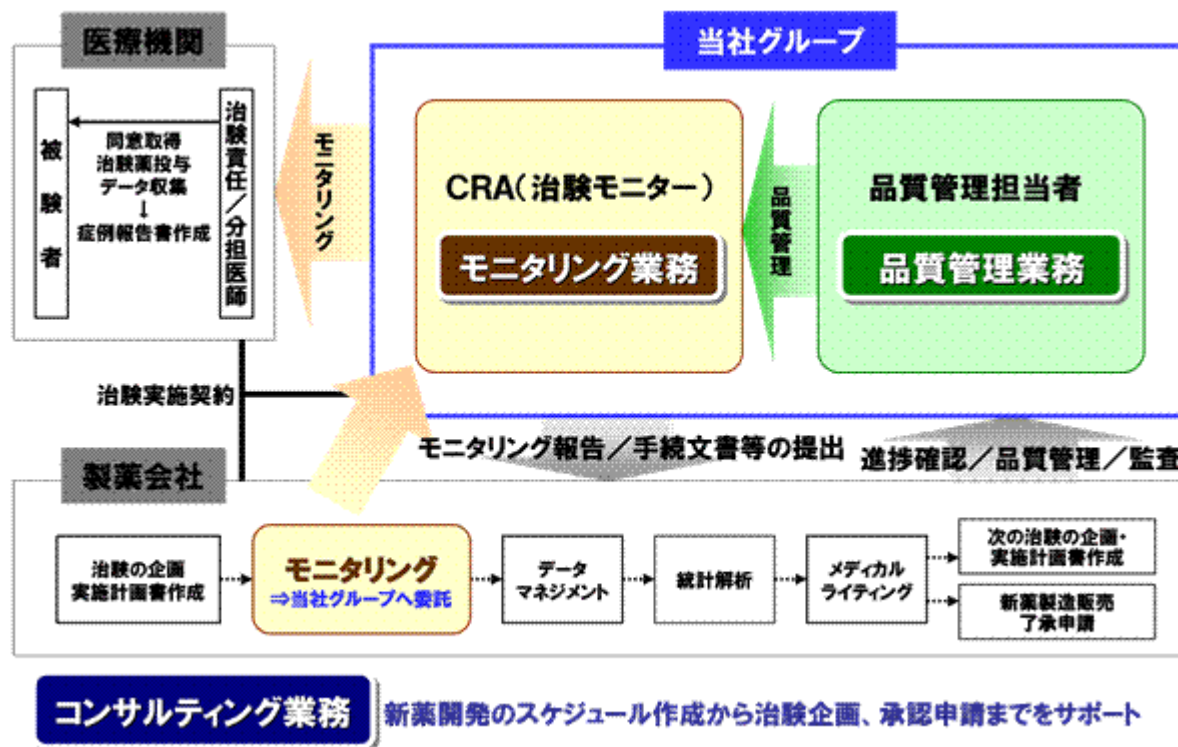 医療機関
当社グループ
被験者
同意取得
治験薬投与
データ収集
↓
症例報告書作成
治験責任/分担医師
モニタリング
CRA(治験モニター)
モニタリング業務
品質管理
品質管理担当者
品質管理業務
治験実施契約
モニタリング報告/手続文書等の提出
進捗確認/品質管理/監査
製薬会社
治験の企画
実施計画書作成
モニタリング
⇒当社グループへ委託
データ
マネジメント
統計解析
メディカル
ライティング
次の治験の企画・
実施計画書作成
新薬製造販売
了承申請
コンサルティング業務
新薬開発のスケジュール作成から治験企画、承認申請までをサポート